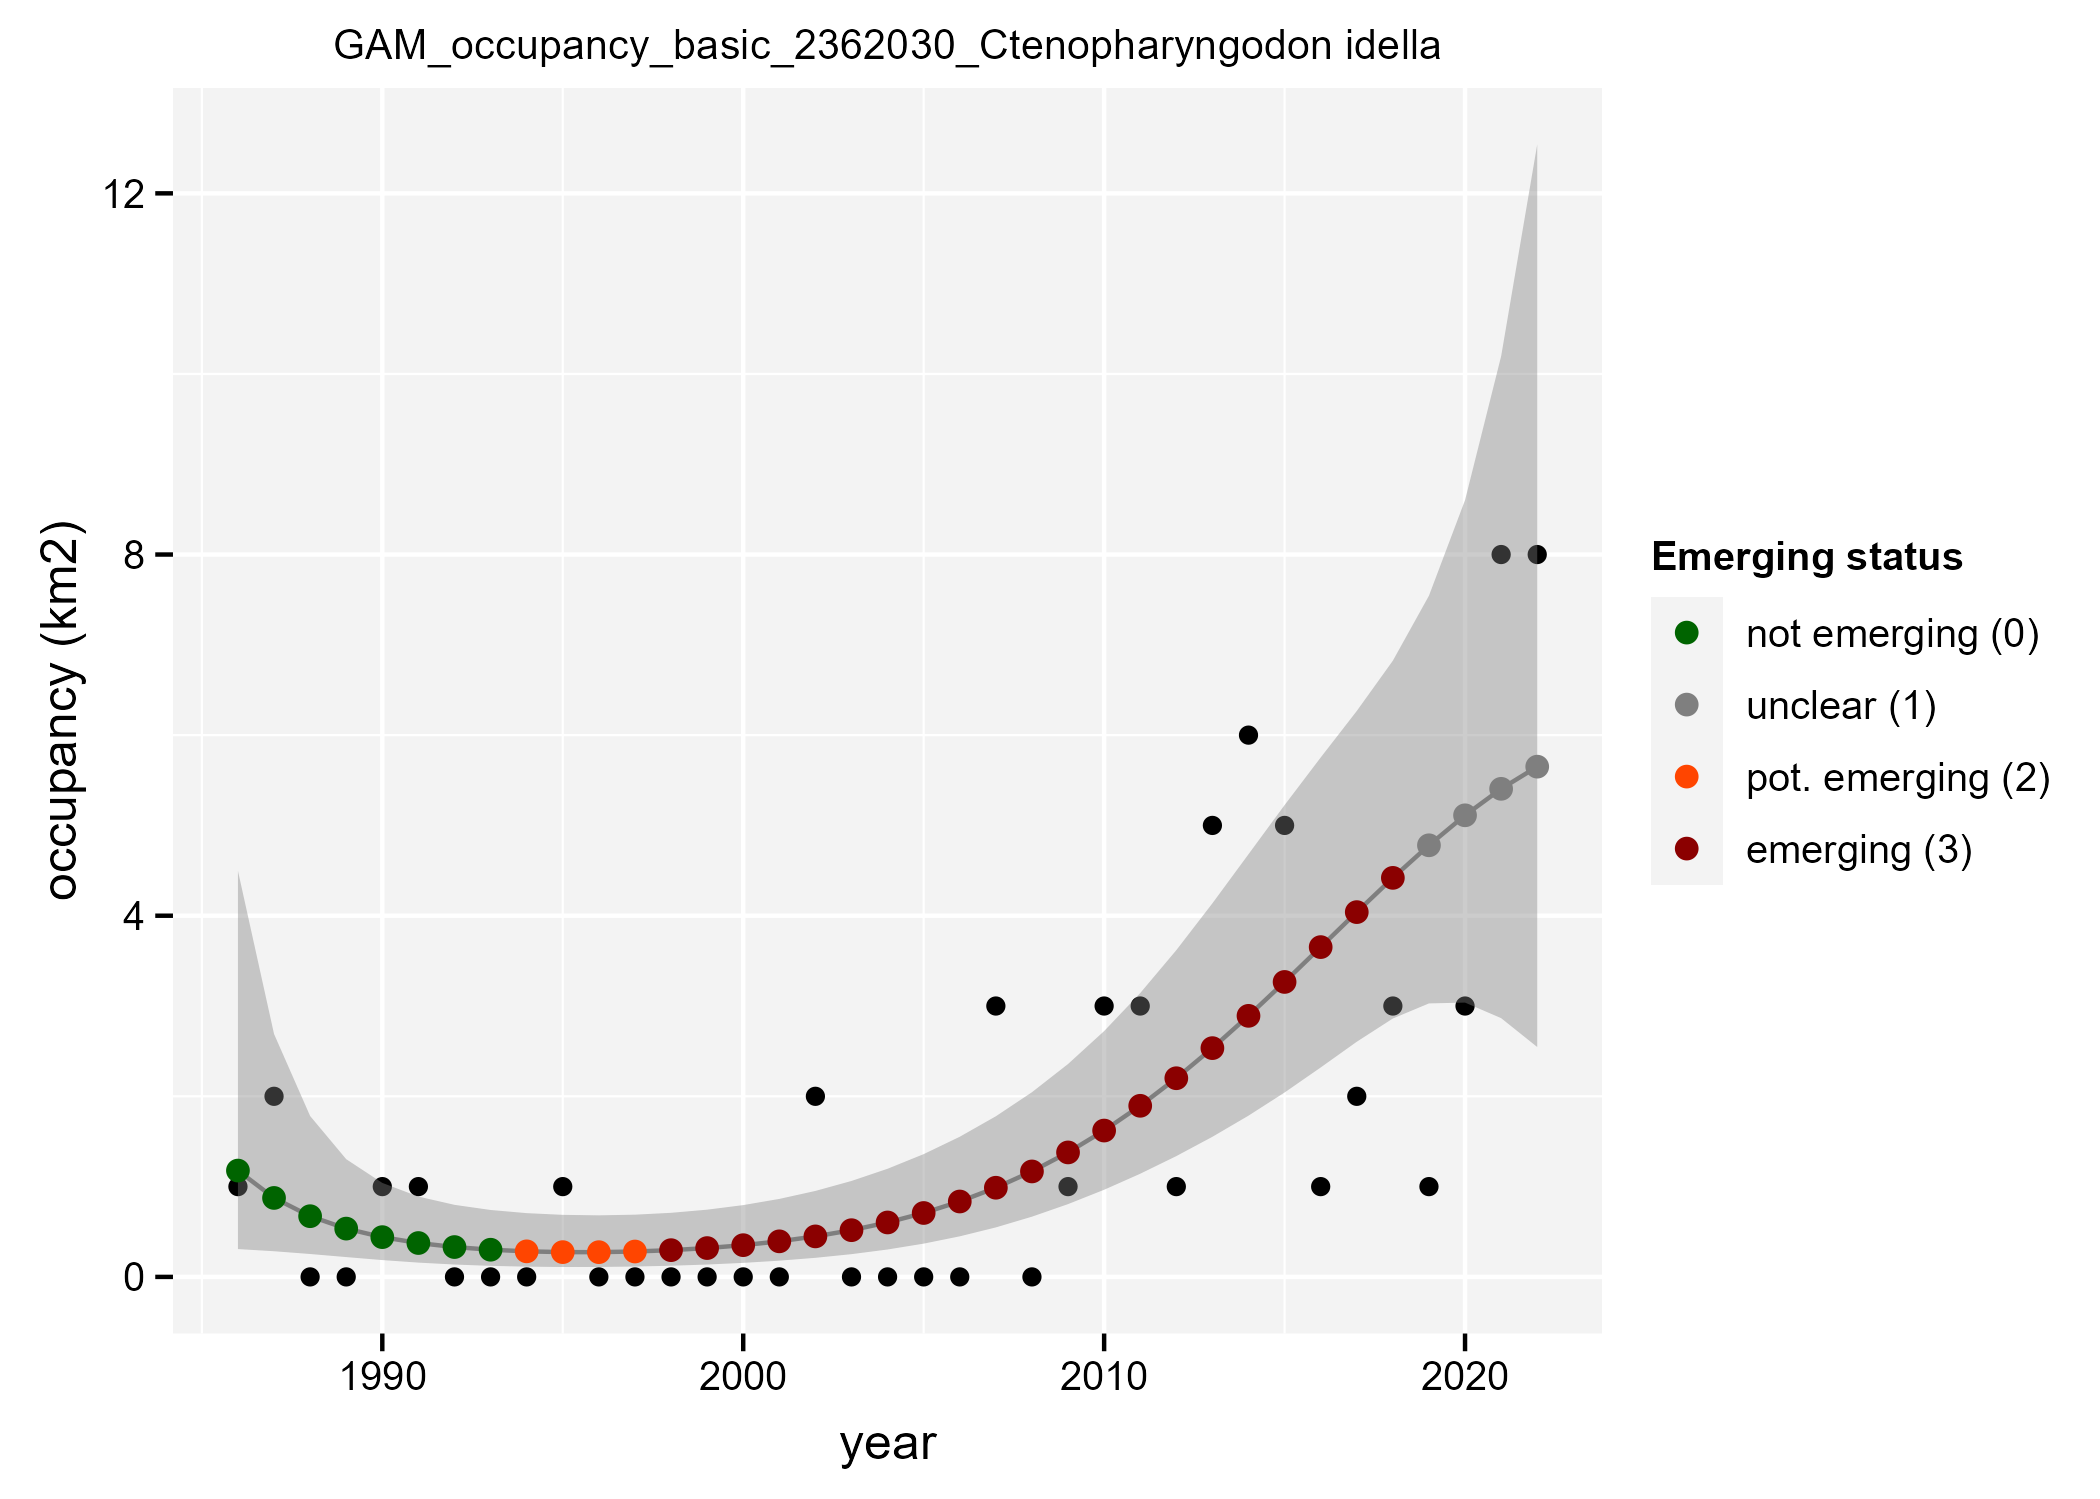 GAM_occupancy_basic_2362030_Ctenopharyngodon idella
12
8
4
0
occupancy (km2)
1990 2000 2010 2020
year
Emerging status
not emerging (0)
unclear (1)
pot. emerging (2)
emerging (3)